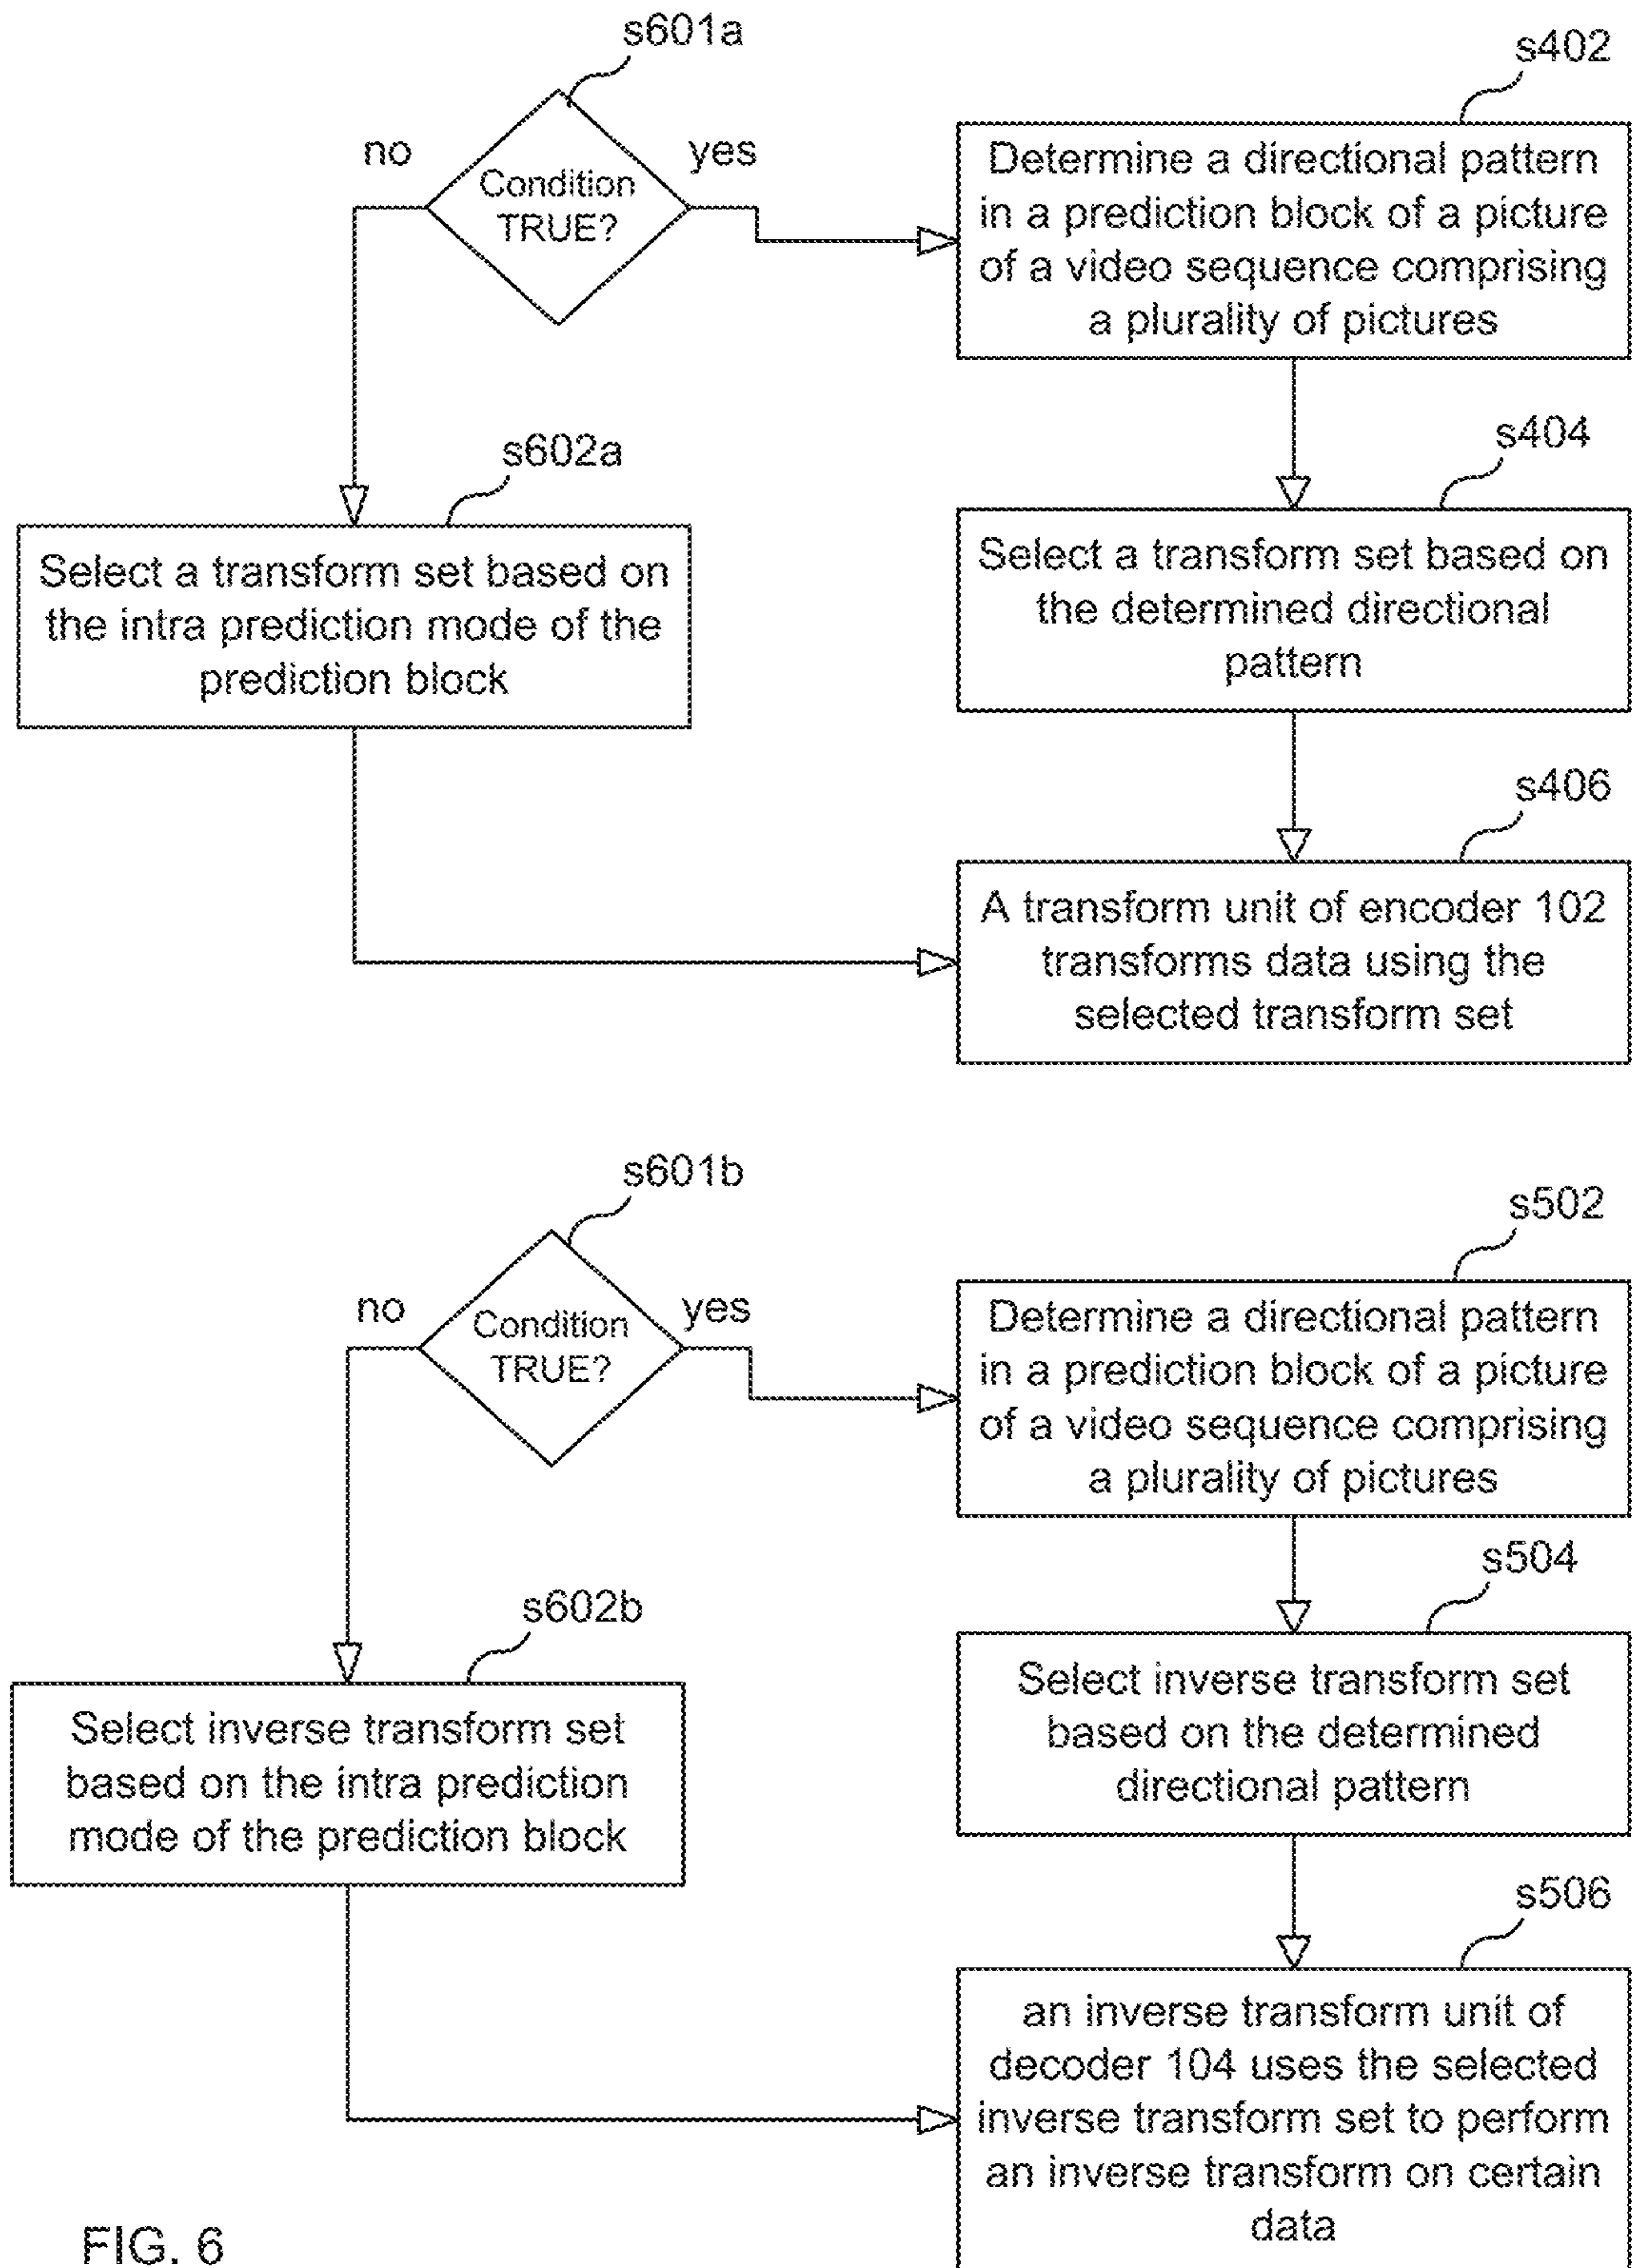 s601a
s402
no
yes
Condition
TRUE?
Determine a directional pattern
in a prediction block of a picture
of a video sequence comprising
a plurality of pictures
s602a
s404
Select a transform set based on
the intra prediction mode of the
prediction block
Select a transform set based on
the determined directional
pattern
s406
A transform unit of encoder 102
transforms data using the
selected transform set
s601b
s502
no
yes
Condition
TRUE?
Determine a directional pattern
in a prediction block of a picture
of a video sequence comprising
a plurality of pictures
s602b
s504
Select inverse transform set
based on the intra prediction
mode of the prediction block
Select inverse transform set
based on the determined
directional pattern
s506
an inverse transform unit of
decoder 104 uses the selected
inverse transform set to perform
an inverse transform on certain
data
FIG. 6